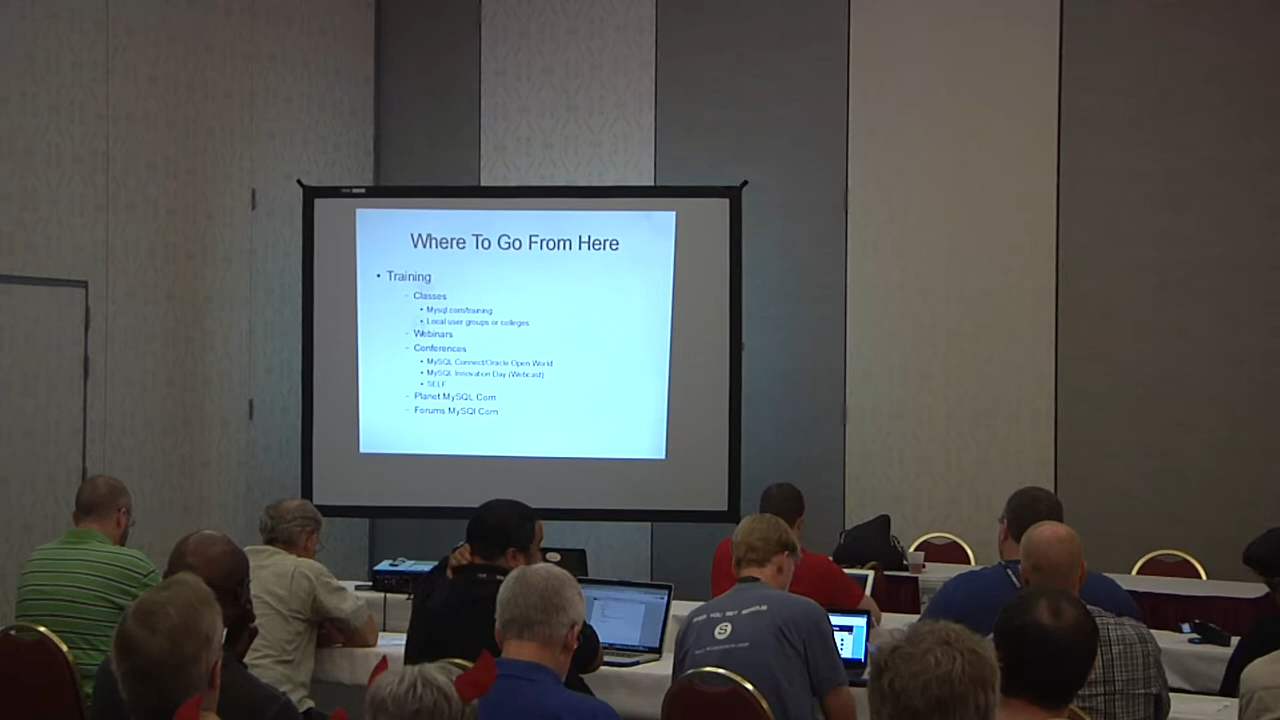 Where To Go From Here
• Training
– Classes
• Mysql.com/training
• Local user groups or colleges
– Webinars
– Conferences
• MySQL Connect/Oracle Open World
• MySQL Innovation Day (Webcast)
• SELF
– Planet MySQL Com
– Forums MySQl Com
S